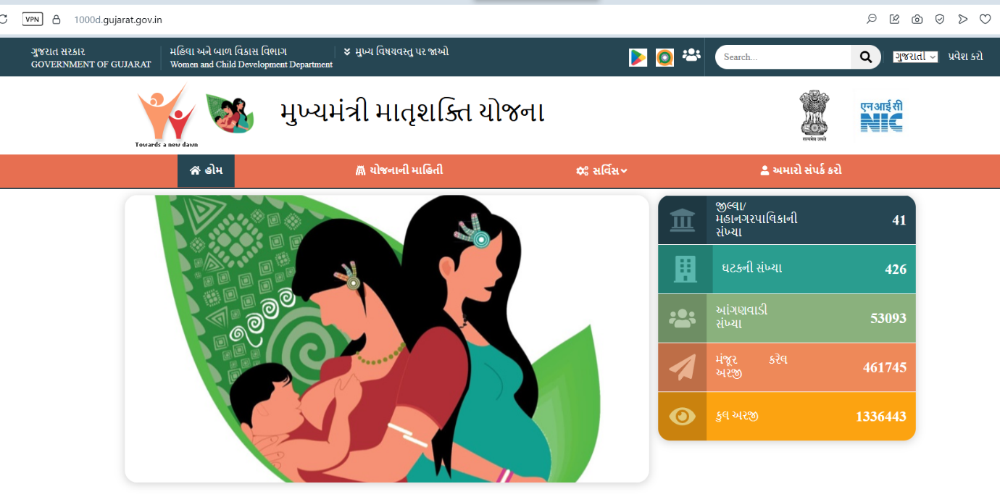 VPN 1000d.gujarat.gov.in
ગુજરાત સરકાર
GOVERNMENT OF GUJARAT
મહિલા અને બાળ વિકાસ વિભાગ
Women and Child Development Department
મુખ્ય વિષયવસ્તુ પર જાઓ
Search...
ગુજરાતી
પ્રવેશ કરો
Towards a new dawn
મુખ્યમંત્રી માતૃશક્તિ યોજના
सत्यमेव जयते
एन आई सी
NIC
હોમ
યોજનાની માહિતી
સર્વિસ
અમારો સંપર્ક કરો
જીલ્લા/
મહાનગરપાલિકાની
સંખ્યા
41
ઘટકની સંખ્યા
426
આંગણવાડી
સંખ્યા
53093
મંજૂર કરેલ
અરજી
461745
કુલ અરજી
1336443